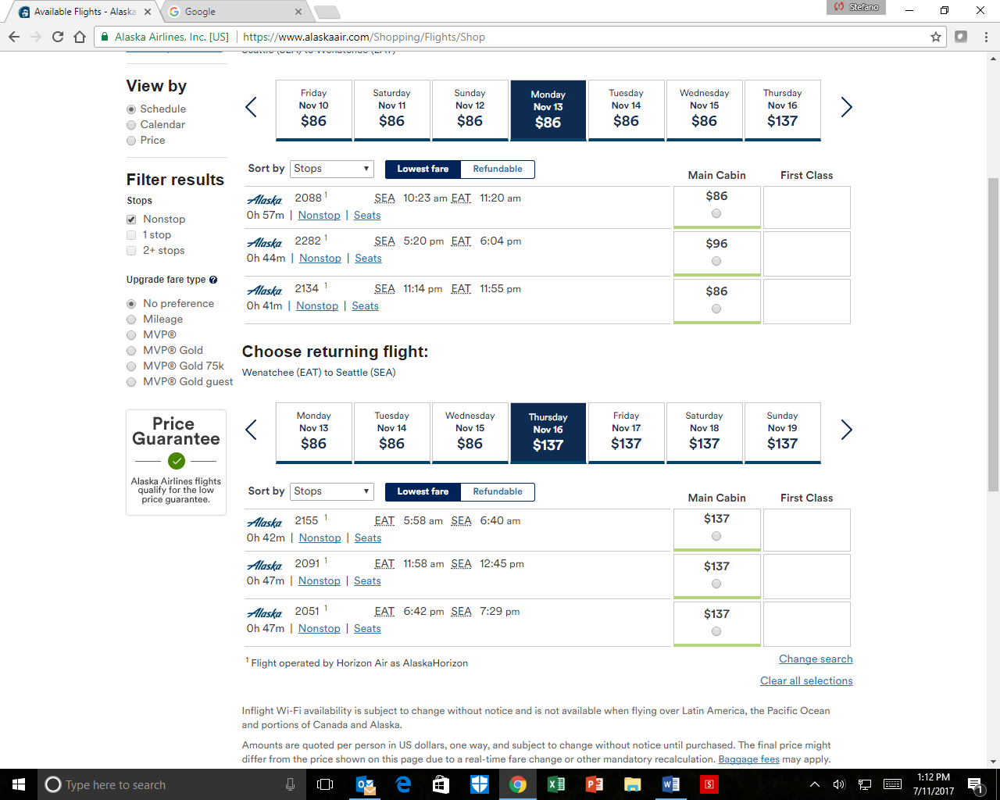 Available Flights - Alaska
Google
Stefano
Alaska Airlines, Inc. [US] | https://www.alaskaair.com/Shopping/Flights/Shop
Seattle (SEA) to Wenatchee (EAT)
View by
Schedule
Calendar
Price
Friday Nov 10 $86
Saturday Nov 11 $86
Sunday Nov 12 $86
Monday Nov 13 $86
Tuesday Nov 14 $86
Wednesday Nov 15 $86
Thursday Nov 16 $137
Filter results
Stops
Nonstop
1 stop
2+ stops
Upgrade fare type ?
No preference
Mileage
MVP®
MVP® Gold
MVP® Gold 75k
MVP® Gold guest
Price
Guarantee
Alaska Airlines flights
qualify for the low
price guarantee.
Sort by Stops Lowest fare Refundable
Main Cabin First Class
Alaska 2088 1 SEA 10:23 am EAT 11:20 am $86
0h 57m | Nonstop | Seats
Alaska 2282 1 SEA 5:20 pm EAT 6:04 pm $96
0h 44m | Nonstop | Seats
Alaska 2134 1 SEA 11:14 pm EAT 11:55 pm $86
0h 41m | Nonstop | Seats
Choose returning flight:
Wenatchee (EAT) to Seattle (SEA)
Monday Nov 13 $86
Tuesday Nov 14 $86
Wednesday Nov 15 $86
Thursday Nov 16 $137
Friday Nov 17 $137
Saturday Nov 18 $137
Sunday Nov 19 $137
Sort by Stops Lowest fare Refundable
Main Cabin First Class
Alaska 2155 1 EAT 5:58 am SEA 6:40 am $137
0h 42m | Nonstop | Seats
Alaska 2091 1 EAT 11:58 am SEA 12:45 pm $137
0h 47m | Nonstop | Seats
Alaska 2051 1 EAT 6:42 pm SEA 7:29 pm $137
0h 47m | Nonstop | Seats
1 Flight operated by Horizon Air as AlaskaHorizon
Change search
Clear all selections
Inflight Wi-Fi availability is subject to change without notice and is not available when flying over Latin America, the Pacific Ocean
and portions of Canada and Alaska.
Amounts are quoted per person in US dollars, one way, and subject to change without notice until purchased. The final price might
differ from the price shown on this page due to a real-time fare change or other mandatory recalculation. Baggage fees may apply.
Type here to search
1:12 PM
7/11/2017
1